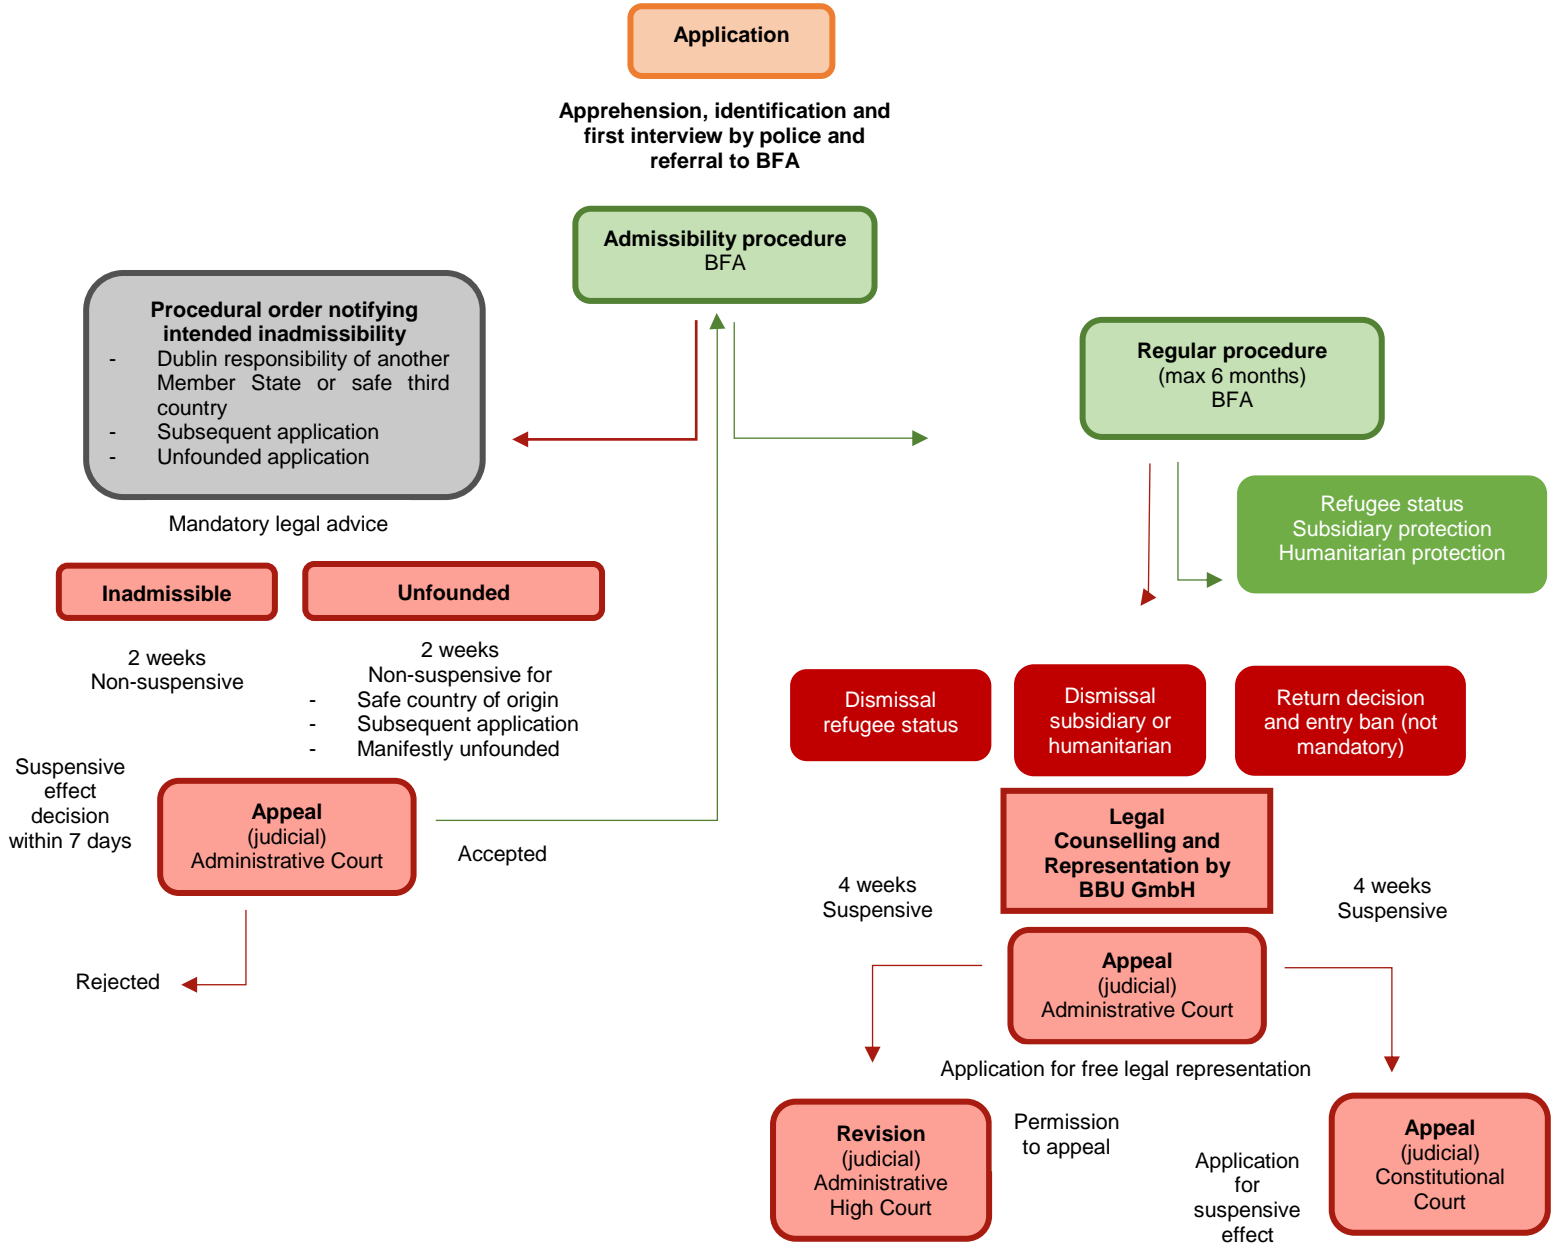 Application
Apprehension, identification and
first interview by police and
referral to BFA
Admissibility procedure
BFA
Procedural order notifying
intended inadmissibility
- Dublin responsibility of another
Member State or safe third
country
- Subsequent application
- Unfounded application
Mandatory legal advice
Regular procedure
(max 6 months)
BFA
Refugee status
Subsidiary protection
Humanitarian protection
Inadmissible
Unfounded
2 weeks
Non-suspensive
2 weeks
Non-suspensive for
- Safe country of origin
- Subsequent application
- Manifestly unfounded
Suspensive
effect
decision
within 7 days
Appeal
(judicial)
Administrative Court
Accepted
Rejected
Dismissal
refugee status
Dismissal
subsidiary or
humanitarian
Return decision
and entry ban (not
mandatory)
Legal
Counselling and
Representation by
BBU GmbH
4 weeks
Suspensive
4 weeks
Suspensive
Appeal
(judicial)
Administrative Court
Application for free legal representation
Revision
(judicial)
Administrative
High Court
Permission
to appeal
Application
for
suspensive
effect
Appeal
(judicial)
Constitutional
Court